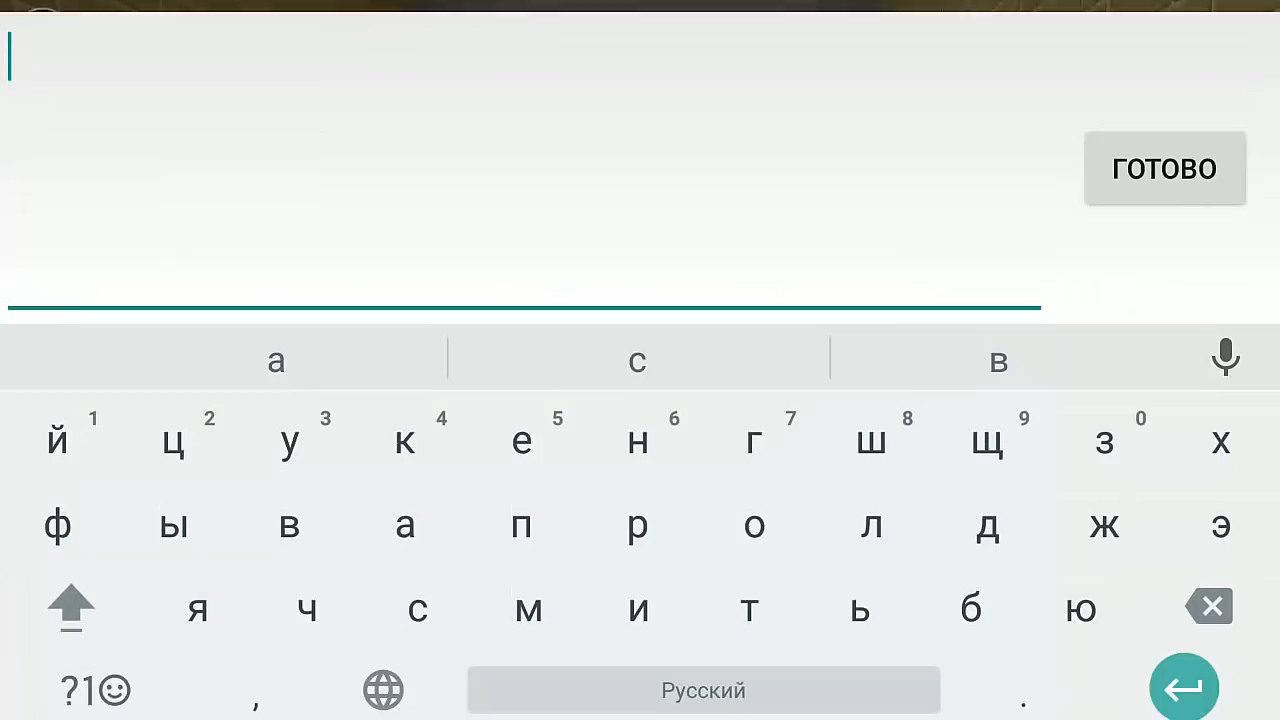 ГОТОВО
а с в
1 2 3 4 5 6 7 8 9 0
й ц у к е н г ш щ з х
ф ы в а п р о л д ж э
я ч с м и т ь б ю
?1 , Русский .